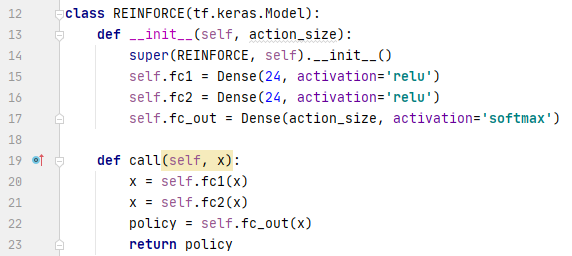 12 class REINFORCE(tf.keras.Model):
13     def __init__(self, action_size):
14         super(REINFORCE, self).__init__()
15         self.fc1 = Dense(24, activation='relu')
16         self.fc2 = Dense(24, activation='relu')
17         self.fc_out = Dense(action_size, activation='softmax')
18
19     def call(self, x):
20         x = self.fc1(x)
21         x = self.fc2(x)
22         policy = self.fc_out(x)
23         return policy